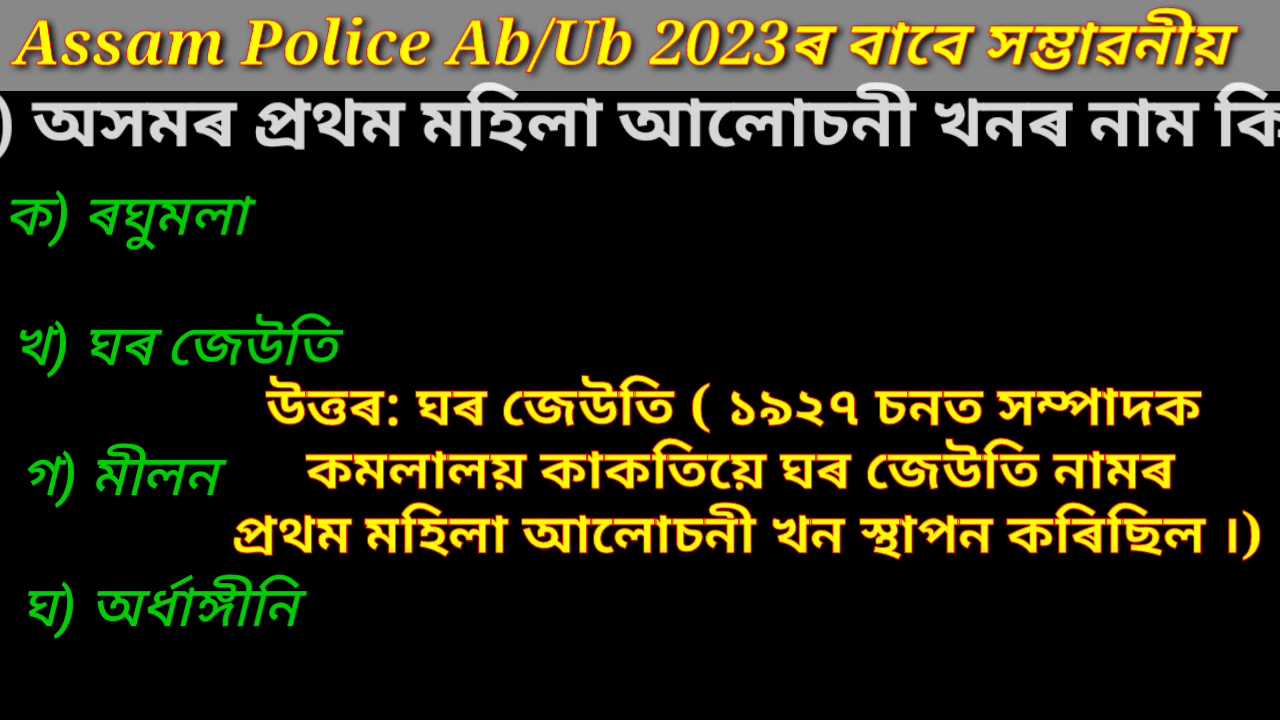 Assam Police Ab/Ub 2023ৰ বাবে সম্ভাৱনীয়
) অসমৰ প্ৰথম মহিলা আলোচনী খনৰ নাম কি
ক) ৰঘুমলা
খ) ঘৰ জেউতি
উত্তৰ: ঘৰ জেউতি ( ১৯২৭ চনত সম্পাদক
কমলালয় কাকতিয়ে ঘৰ জেউতি নামৰ
গ) মীলন
প্ৰথম মহিলা আলোচনী খন স্থাপন কৰিছিল ।)
ঘ) অৰ্ধাঙ্গীনি